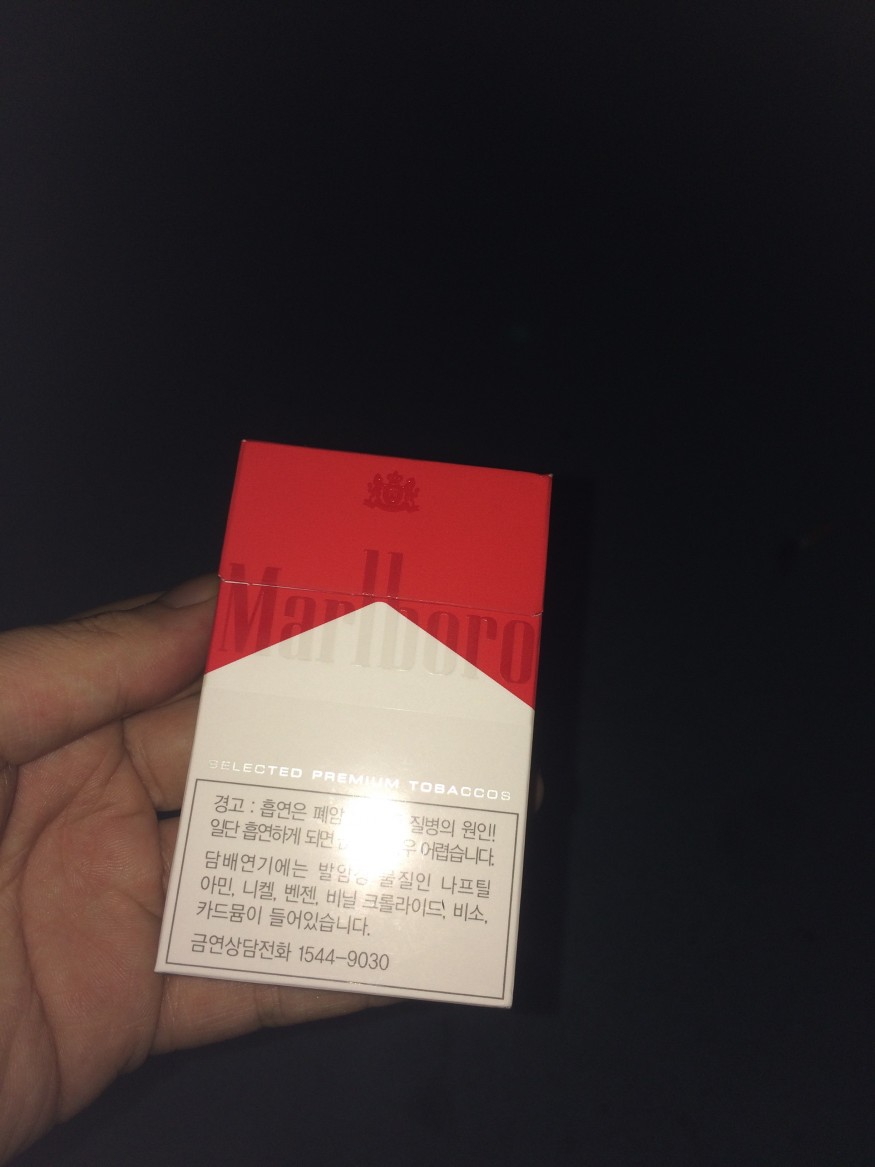 Marlboro
SELECTED PREMIUM TOBACCOS
경고 : 흡연은 폐암 질병의 원인!
일단 흡연하게 되면 어렵습니다.
담배연기에는 발암성 물질인 나프틸
아민, 니켈, 벤젠, 비닐 크롤라이드, 비소,
카드뮴이 들어있습니다.
금연상담전화 1544-9030